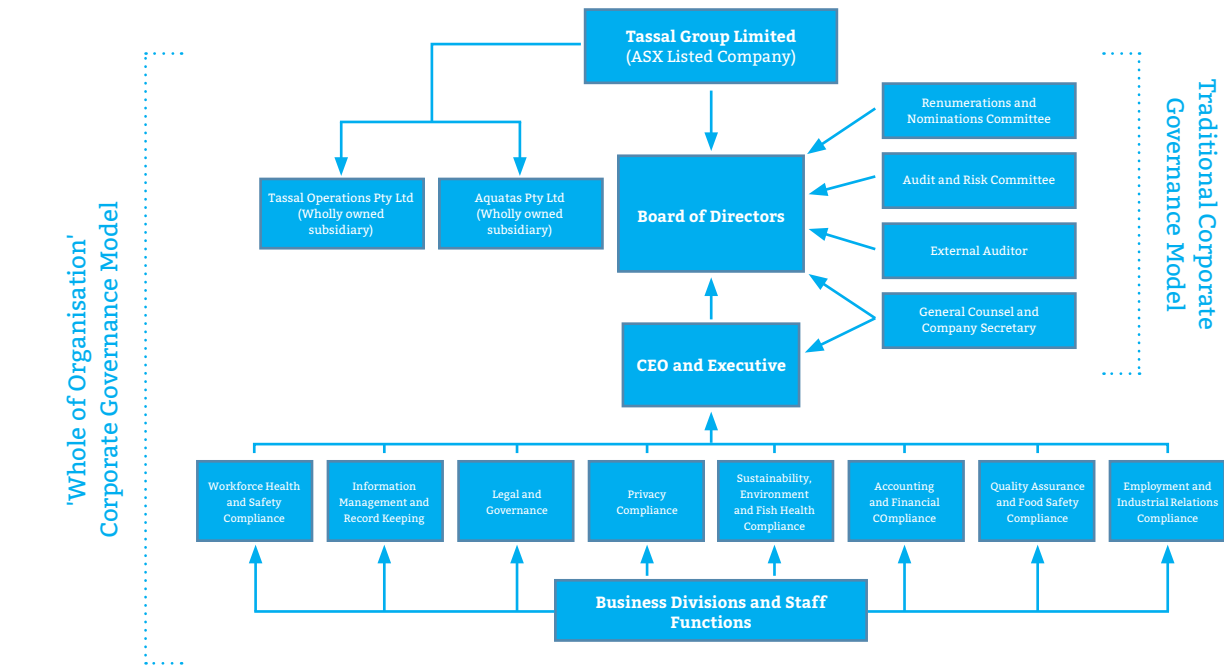 Tassal Group Limited
(ASX Listed Company)
Renumerations and
Nominations Committee
Audit and Risk Committee
External Auditor
General Counsel and
Company Secretary
Traditional Corporate
Governance Model
Tassal Operations Pty Ltd
(Wholly owned
subsidiary)
Aquatas Pty Ltd
(Wholly owned
subsidiary)
Board of Directors
CEO and Executive
'Whole of Organisation'
Corporate Governance Model
Workforce Health
and Safety
Compliance
Information
Management and
Record Keeping
Legal and
Governance
Privacy
Compliance
Sustainability,
Environment
and Fish Health
Compliance
Accounting
and Financial
COmpliance
Quality Assurance
and Food Safety
Compliance
Employment and
Industrial Relations
Compliance
Business Divisions and Staff
Functions